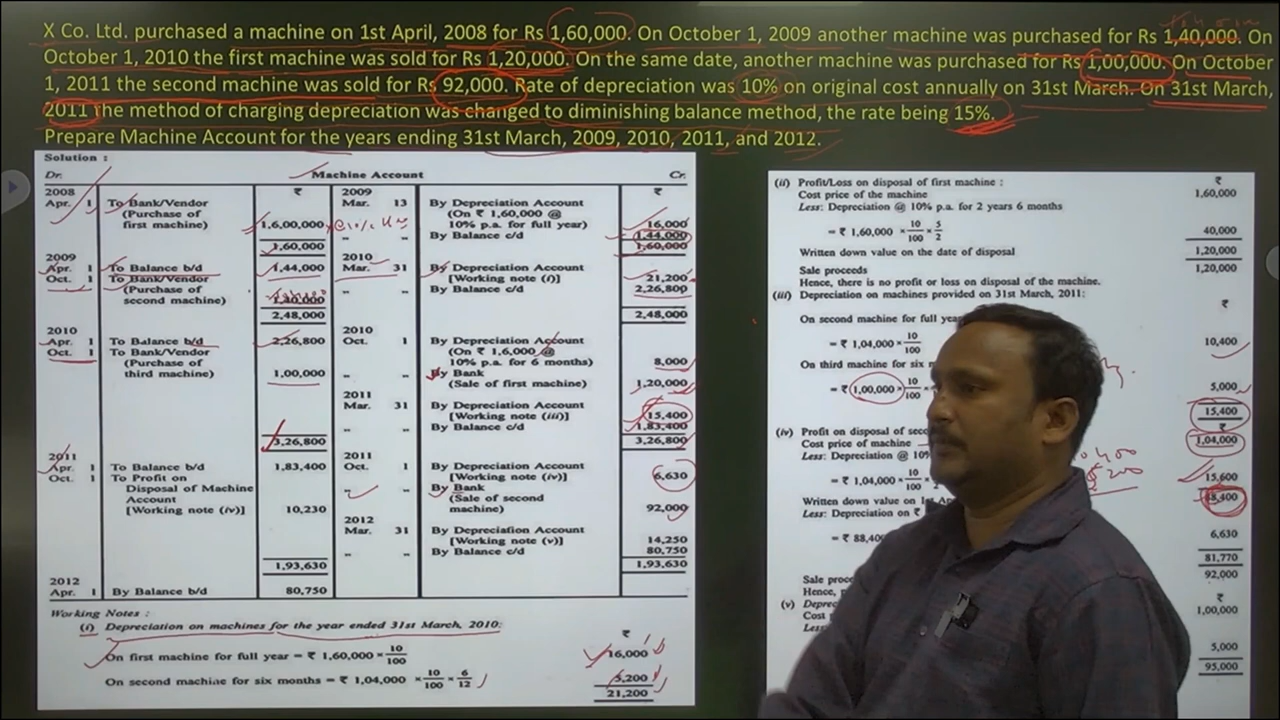 X Co. Ltd. purchased a machine on 1st April, 2008 for Rs 1,60,000. On October 1, 2009 another machine was purchased for Rs 1,40,000. On
October 1, 2010 the first machine was sold for Rs 1,20,000. On the same date, another machine was purchased for Rs 1,00,000. On October
1, 2011 the second machine was sold for Rs 92,000. Rate of depreciation was 10% on original cost annually on 31st March. On 31st March,
2011 the method of charging depreciation was changed to diminishing balance method, the rate being 15%.
Prepare Machine Account for the years ending 31st March, 2009, 2010, 2011, and 2012.
Solution :
Dr. Machine Account Cr.
2008 ₹ 2009 ₹
Apr. 1 To Bank/Vendor Mar. 13 By Depreciation Account
(Purchase of (On ₹ 1,60,000 @
first machine) 1,6,00,000 10% p.a. for full year) 16,000
" " By Balance c/d 1,44,000
1,60,000 1,60,000
2009 2010
Apr. 1 To Balance b/d 1,44,000 Mar. 31 By Depreciation Account
Oct. 1 To Bank/Vendor [Working note (i)] 21,200
(Purchase of " " By Balance c/d 2,26,800
second machine)
2,48,000 2,48,000
2010 2010
Apr. 1 To Balance b/d 2,26,800 Oct. 1 By Depreciation Account
Oct. 1 To Bank/Vendor (On ₹ 1,6,000 @
(Purchase of 10% p.a. for 6 months) 8,000
third machine) 1,00,000 " " By Bank
(Sale of first machine) 1,20,000
2011
Mar. 31 By Depreciation Account
[Working note (iii)] 15,400
" " By Balance c/d 1,83,400
3,26,800 3,26,800
2011 2011
Apr. 1 To Balance b/d 1,83,400 Oct. 1 By Depreciation Account
Oct. 1 To Profit on [Working note (iv)] 6,630
Disposal of Machine By Bank
Account (Sale of second
[Working note (iv)] 10,230 machine) 92,000
2012
Mar. 31 By Depreciation Account
[Working note (v)] 14,250
" " By Balance c/d 80,750
1,93,630 1,93,630
2012
Apr. 1 By Balance b/d 80,750
Working Notes :
(i) Depreciation on machines for the year ended 31st March, 2010:
₹
On first machine for full year = ₹ 1,60,000 × 10/100 16,000
On second machine for six months = ₹ 1,04,000 × 10/100 × 6/12 5,200
21,200
(ii) Profit/Loss on disposal of first machine : ₹
Cost price of the machine 1,60,000
Less: Depreciation @ 10% p.a. for 2 years 6 months
= ₹ 1,60,000 × 10/100 × 5/2 40,000
Written down value on the date of disposal 1,20,000
Sale proceeds 1,20,000
Hence, there is no profit or loss on disposal of the machine.
(iii) Depreciation on machines provided on 31st March, 2011: ₹
On second machine for full
= ₹ 1,04,000 × 10/100 10,400
On third machine for six
= ₹ 1,00,000 × 10/100 5,000
15,400
(iv) Profit on disposal of ₹
Cost price of machine 1,04,000
Less: Depreciation @ 10%
= ₹ 1,04,000 × 10/100 15,600
Written down value on 88,400
Less: Depreciation on ₹
6,630
81,770
Sale 92,000
Hence,
(v) ₹
Cost 1,00,000
Less
5,000
95,000